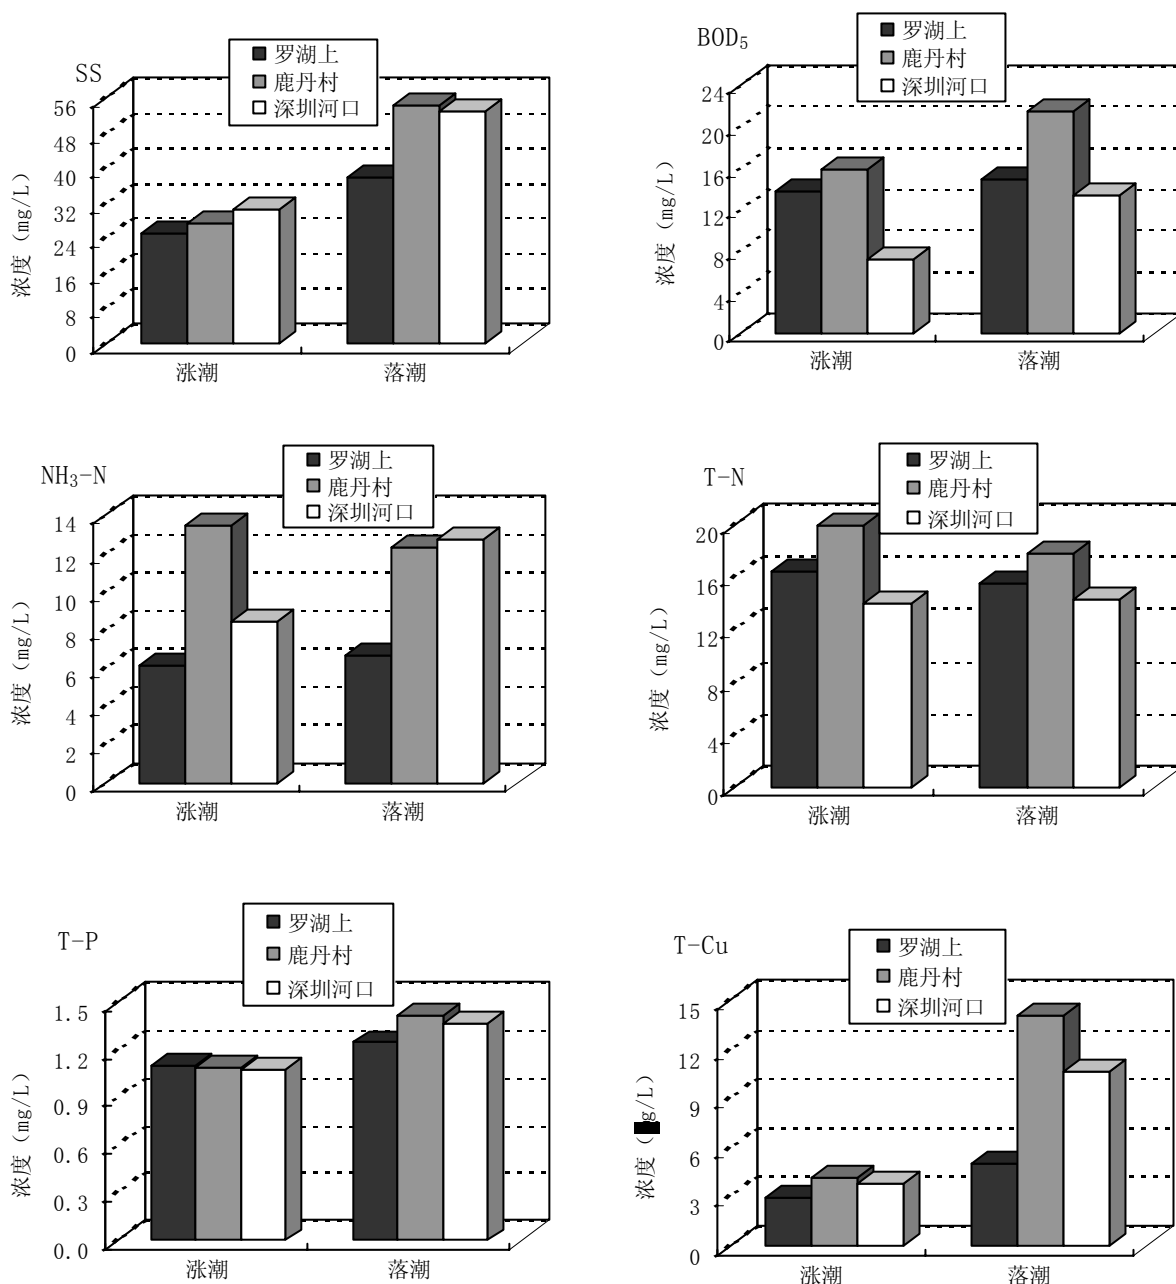 SS
罗湖上
鹿丹村
深圳河口
浓度(mg/L)
56
48
40
32
24
16
8
0
涨潮
落潮
BOD5
罗湖上
鹿丹村
深圳河口
浓度(mg/L)
24
20
16
12
8
4
0
涨潮
落潮
NH3-N
罗湖上
鹿丹村
深圳河口
浓度(mg/L)
14
12
10
8
6
4
2
0
涨潮
落潮
T-N
罗湖上
鹿丹村
深圳河口
浓度(mg/L)
20
16
12
8
4
0
涨潮
落潮
T-P
罗湖上
鹿丹村
深圳河口
浓度(mg/L)
1.5
1.2
0.9
0.6
0.3
0.0
涨潮
落潮
T-Cu
罗湖上
鹿丹村
深圳河口
浓度(g/L)
15
12
9
6
3
0
涨潮
落潮